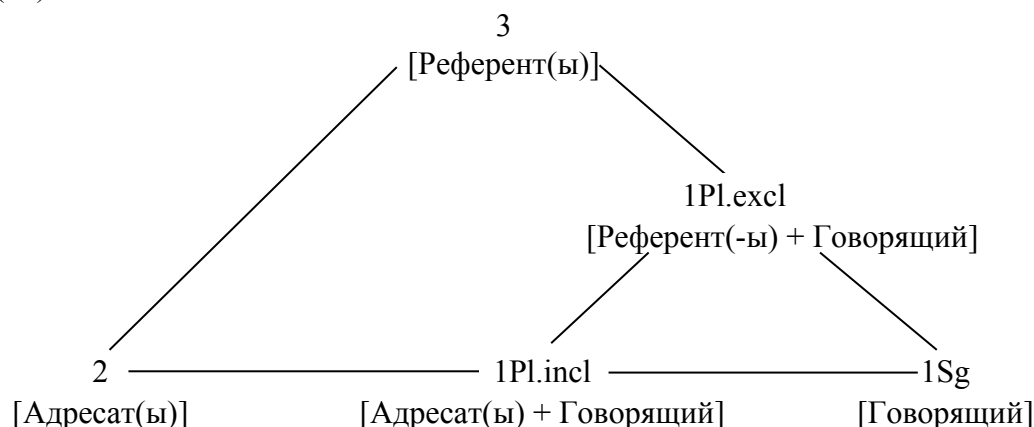 3
[Референт(ы)]
1Pl.excl
[Референт(-ы) + Говорящий]
2 1Pl.incl 1Sg
[Адресат(ы)] [Адресат(ы) + Говорящий] [Говорящий]